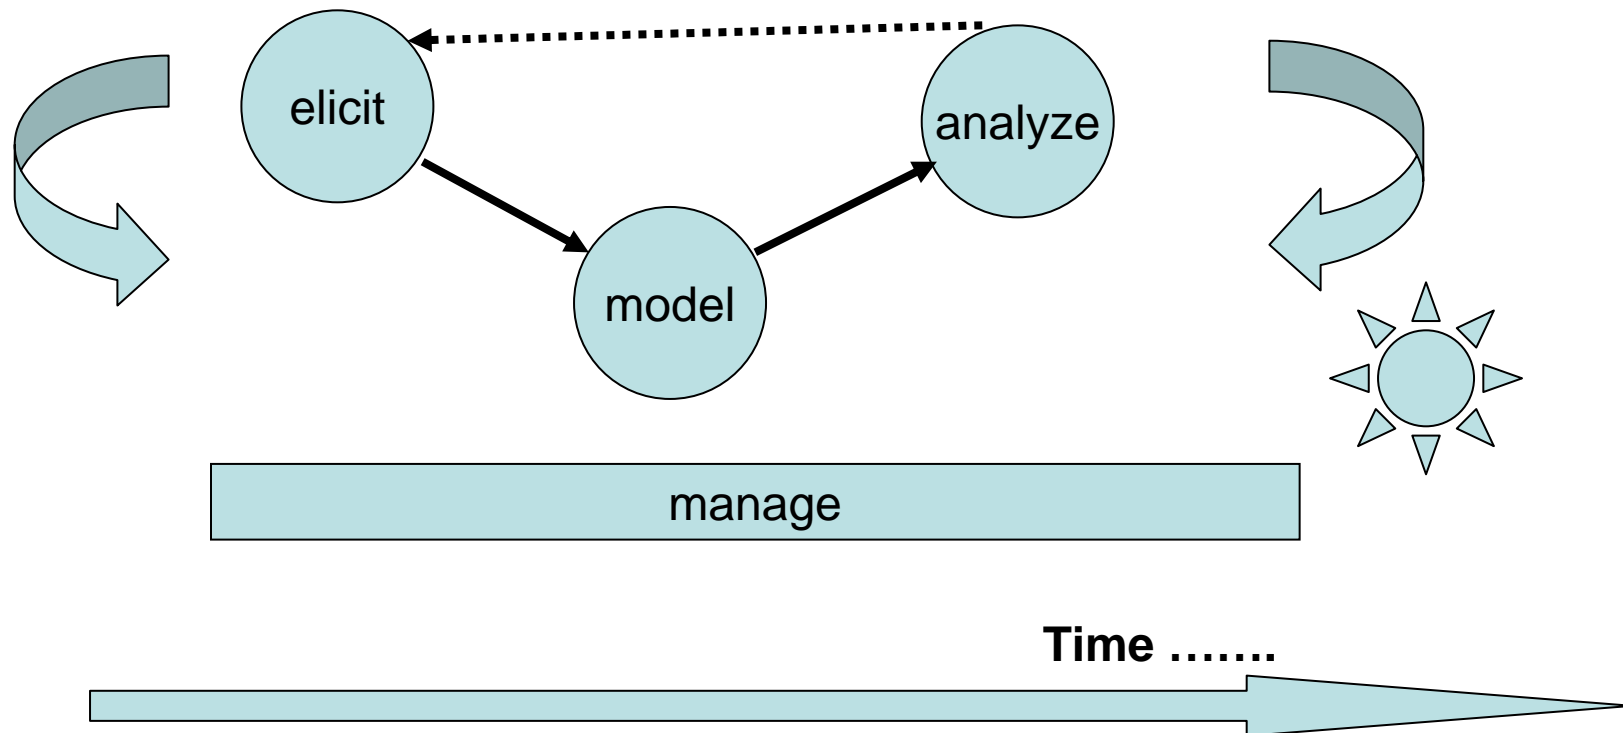 elicit
analyze
model
manage
Time …….